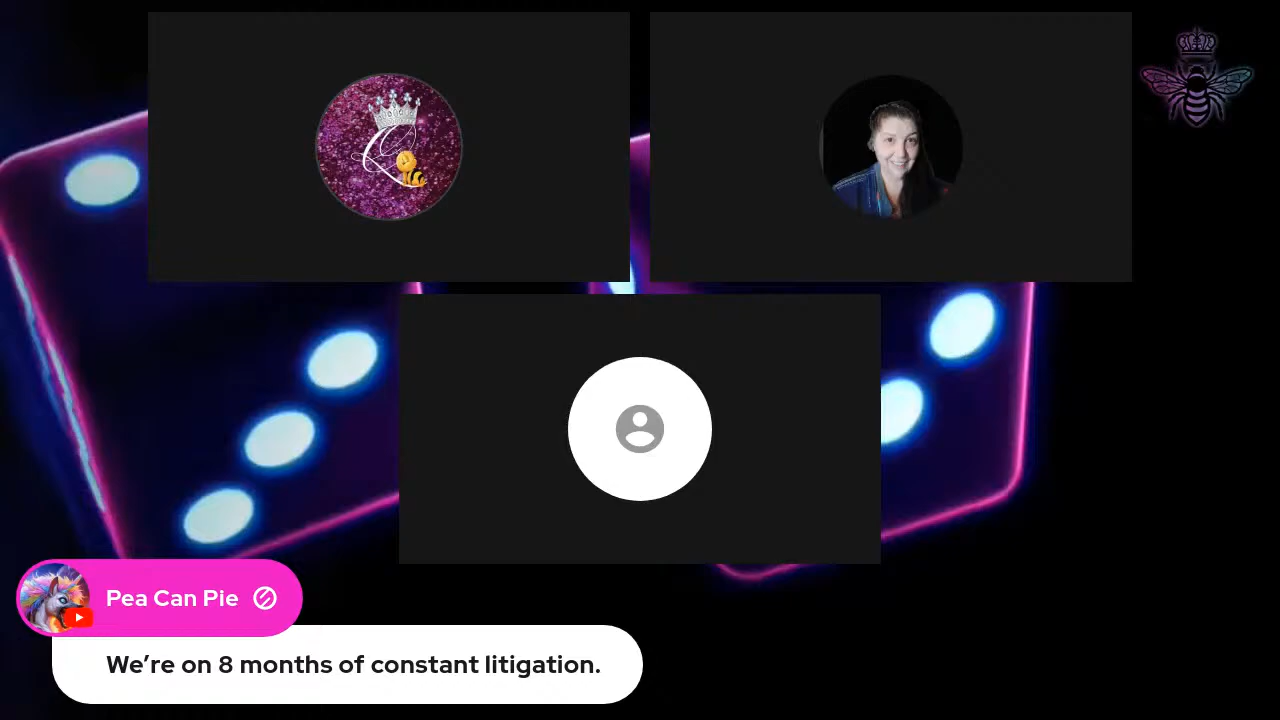 Pea Can Pie
We’re on 8 months of constant litigation.